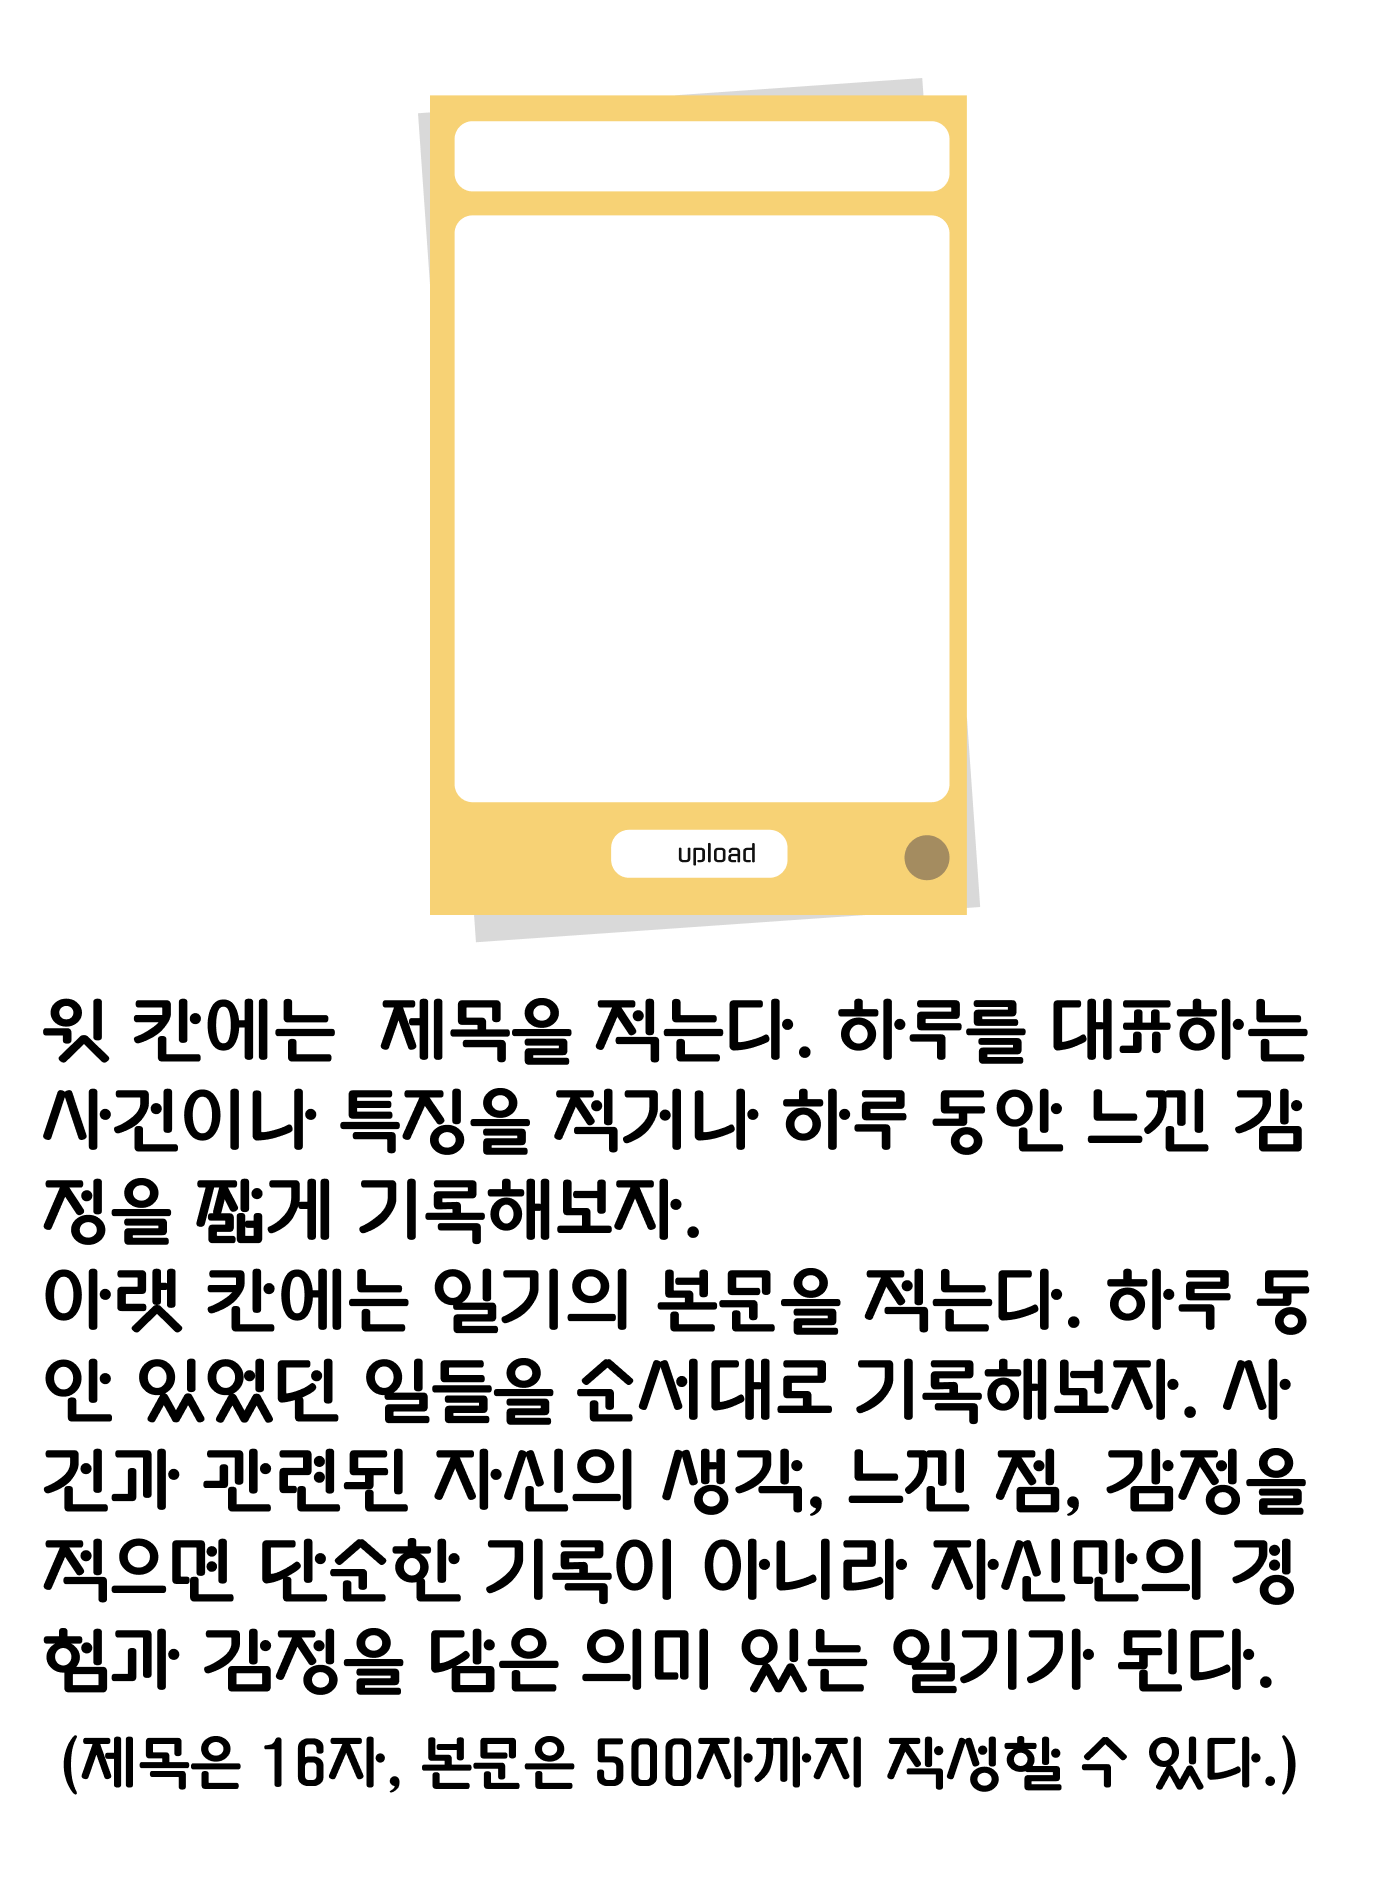 upload
윗 칸에는 제목을 적는다. 하루를 대표하는
사건이나 특징을 적거나 하루 동안 느낀 감
정을 짧게 기록해보자.
아랫 칸에는 일기의 본문을 적는다. 하루 동
안 있었던 일들을 순서대로 기록해보자. 사
건과 관련된 자신의 생각, 느낀 점, 감정을
적으면 단순한 기록이 아니라 자신만의 경
험과 감정을 담은 의미 있는 일기가 된다.
(제목은 16자, 본문은 500자까지 작성할 수 있다.)